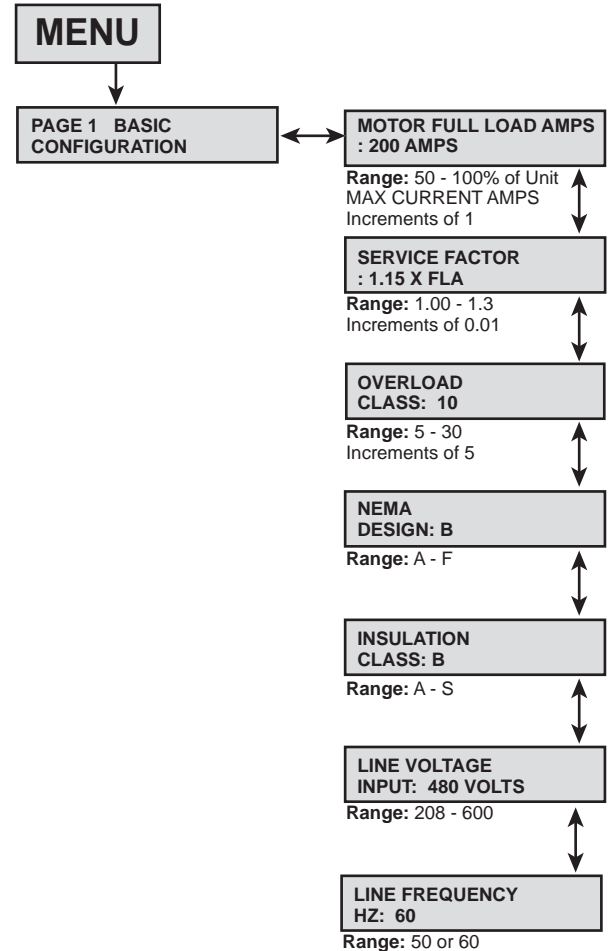 MENU
PAGE 1 BASIC
CONFIGURATION
MOTOR FULL LOAD AMPS
: 200 AMPS
Range: 50 - 100% of Unit
MAX CURRENT AMPS
Increments of 1
SERVICE FACTOR
: 1.15 X FLA
Range: 1.00 - 1.3
Increments of 0.01
OVERLOAD
CLASS: 10
Range: 5 - 30
Increments of 5
NEMA
DESIGN: B
Range: A - F
INSULATION
CLASS: B
Range: A - S
LINE VOLTAGE
INPUT: 480 VOLTS
Range: 208 - 600
LINE FREQUENCY
HZ: 60
Range: 50 or 60